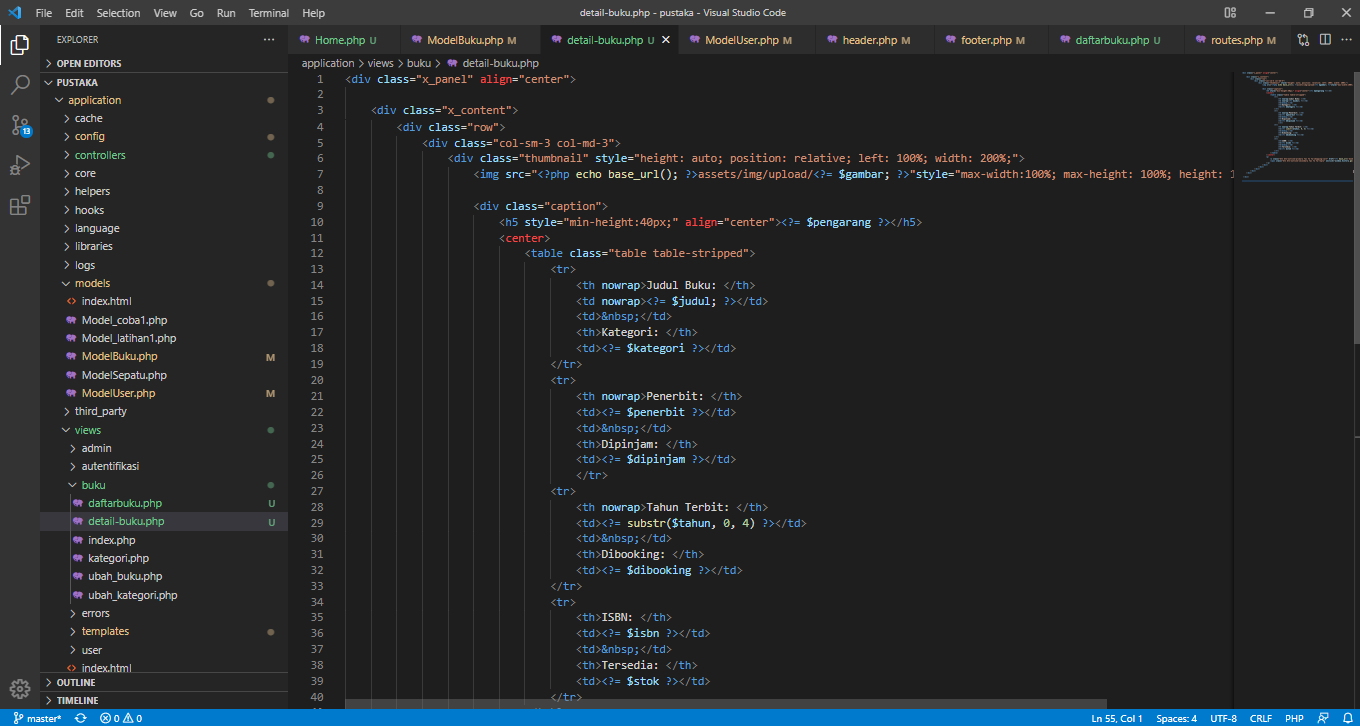 File Edit Selection View Go Run Terminal Help
detail-buku.php - pustaka - Visual Studio Code
EXPLORER
OPEN EDITORS
PUSTAKA
application
cache
config
controllers
core
helpers
hooks
language
libraries
logs
models
index.html
Model_coba1.php
Model_latihan1.php
ModelBuku.php M
ModelSepatu.php
ModelUser.php M
third_party
views
admin
autentifikasi
buku
daftarbuku.php U
detail-buku.php U
index.php
kategori.php
ubah_buku.php
ubah_kategori.php
errors
templates
user
index.html
OUTLINE
TIMELINE
13
Home.php U
ModelBuku.php M
detail-buku.php U
ModelUser.php M
header.php M
footer.php M
daftarbuku.php U
routes.php M
application > views > buku > detail-buku.php
1 <div class="x_panel" align="center">
2
3 <div class="x_content">
4 <div class="row">
5 <div class="col-sm-3 col-md-3">
6 <div class="thumbnail" style="height: auto; position: relative; left: 100%; width: 200%;">
7 <img src="<?php echo base_url(); ?>assets/img/upload/<?= $gambar; ?>"style="max-width:100%; max-height: 100%; height: 1
8
9 <div class="caption">
10 <h5 style="min-height:40px;" align="center"><?= $pengarang ?></h5>
11 <center>
12 <table class="table table-stripped">
13 <tr>
14 <th nowrap>Judul Buku: </th>
15 <td nowrap><?= $judul; ?></td>
16 <td>&nbsp;</td>
17 <th>Kategori: </th>
18 <td><?= $kategori ?></td>
19 </tr>
20 <tr>
21 <th nowrap>Penerbit: </th>
22 <td><?= $penerbit ?></td>
23 <td>&nbsp;</td>
24 <th>Dipinjam: </th>
25 <td><?= $dipinjam ?></td>
26 </tr>
27 <tr>
28 <th nowrap>Tahun Terbit: </th>
29 <td><?= substr($tahun, 0, 4) ?></td>
30 <td>&nbsp;</td>
31 <th>Dibooking: </th>
32 <td><?= $dibooking ?></td>
33 </tr>
34 <tr>
35 <th>ISBN: </th>
36 <td><?= $isbn ?></td>
37 <td>&nbsp;</td>
38 <th>Tersedia: </th>
39 <td><?= $stok ?></td>
40 </tr>
master* 0 0
Ln 55, Col 1 Spaces: 4 UTF-8 CRLF PHP